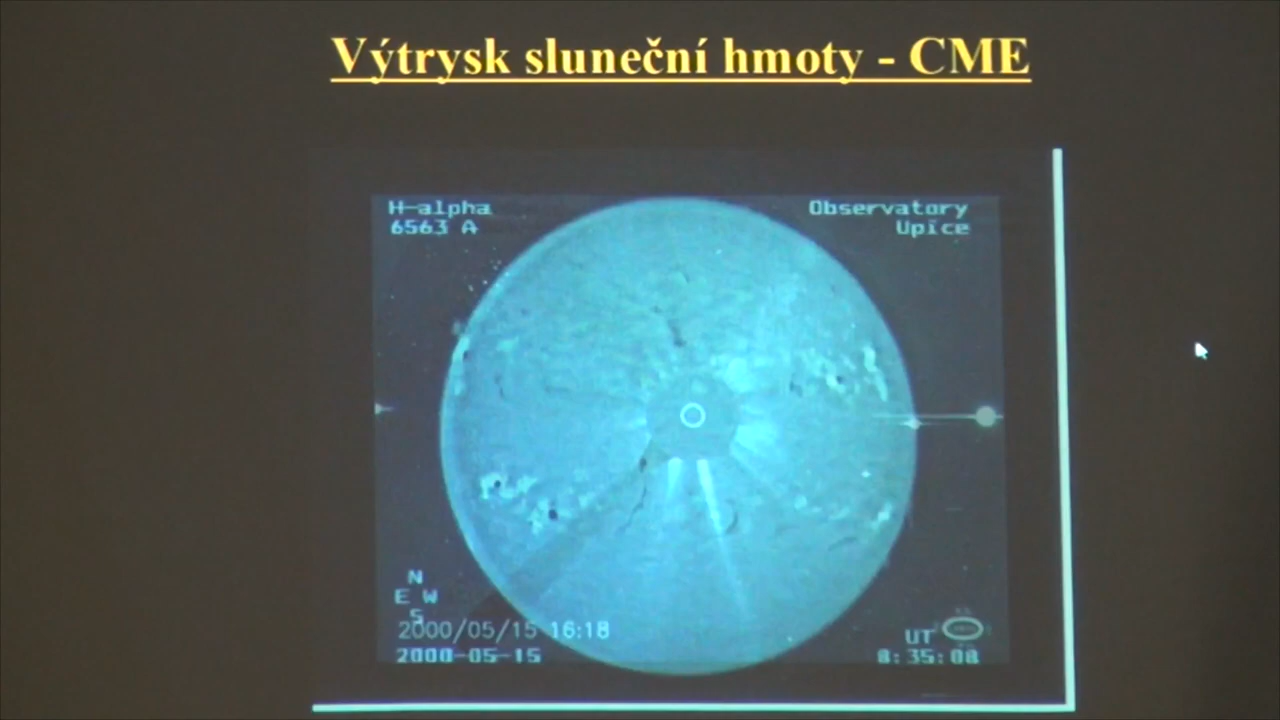 Výtrysk sluneční hmoty - CME
H-alpha
6563 A
Observatory
Upice
N
E W
S
2000/05/15 16:18
2000-05-15
UT
8:35:08